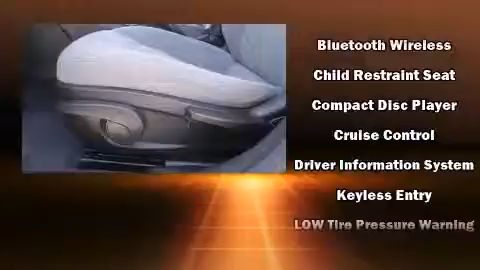 Bluetooth Wireless
Child Restraint Seat
Compact Disc Player
Cruise Control
Driver Information System
Keyless Entry
LOW Tire Pressure Warning